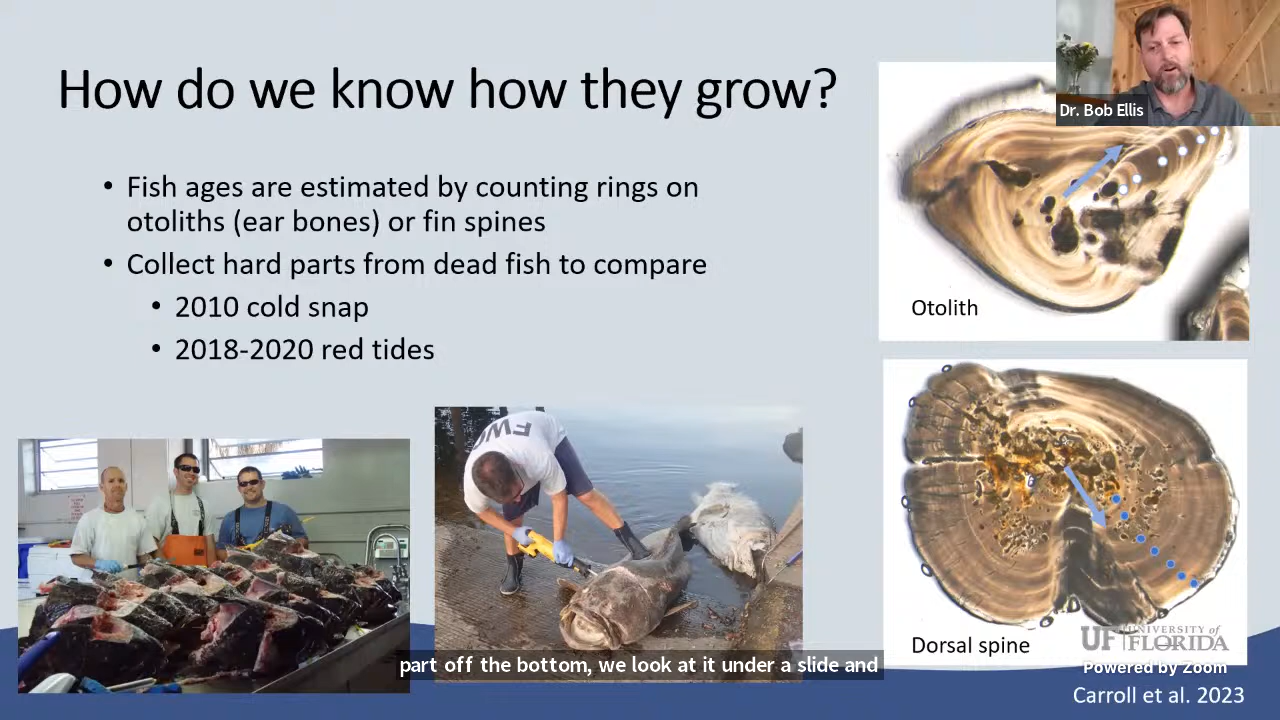 How do we know how they grow?
Dr. Bob Ellis
• Fish ages are estimated by counting rings on
otoliths (ear bones) or fin spines
• Collect hard parts from dead fish to compare
• 2010 cold snap
• 2018-2020 red tides
Otolith
FWC
Dorsal spine
UF UNIVERSITY of
FLORIDA
Powered by Zoom
part off the bottom, we look at it under a slide and
Carroll et al. 2023